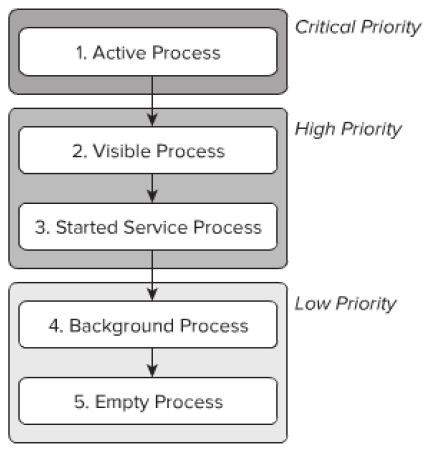 Critical Priority
1. Active Process
High Priority
2. Visible Process
3. Started Service Process
Low Priority
4. Background Process
5. Empty Process